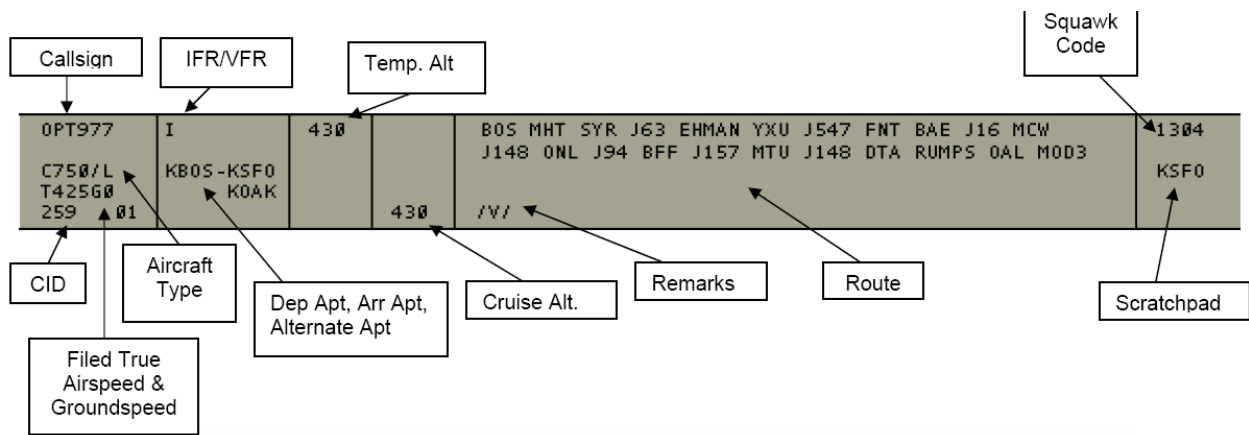 Squawk
Code
Callsign
IFR/VFR
Temp. Alt
OPT977 I 430 BOS MHT SYR J63 EHMAN YXU J547 FNT BAE J16 MCW 1304
J148 ONL J94 BFF J157 MTU J148 DTA RUMPS OAL MOD3
C750/L KBOS-KSFO KSFO
T425G0 KOAK
259 01 430 /V/
CID
Aircraft
Type
Dep Apt, Arr Apt,
Alternate Apt
Cruise Alt.
Remarks
Route
Scratchpad
Filed True
Airspeed &
Groundspeed